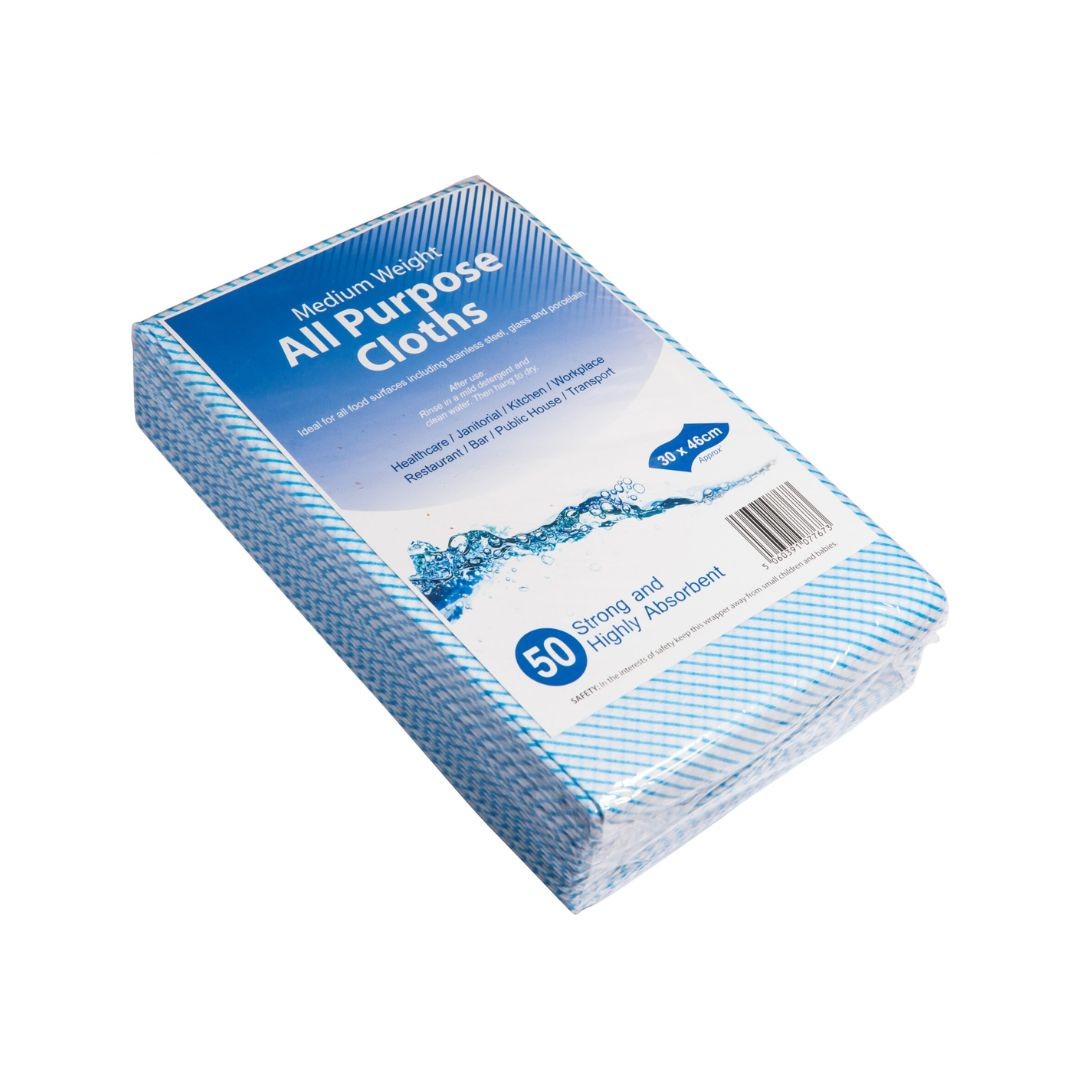 Medium Weight
All Purpose
Cloths
Ideal for all food surfaces including stainless steel, glass and porcelain
After use:
Rinse in a mild detergent and
clean water. Then hang to dry.
Healthcare / Janitorial / Kitchen / Workplace
Restaurant / Bar / Public House / Transport
30 x 46cm
Approx
5 060391 077673
50
Strong and
Highly Absorbent
SAFETY: In the interests of safety keep this wrapper away from small children and babies.